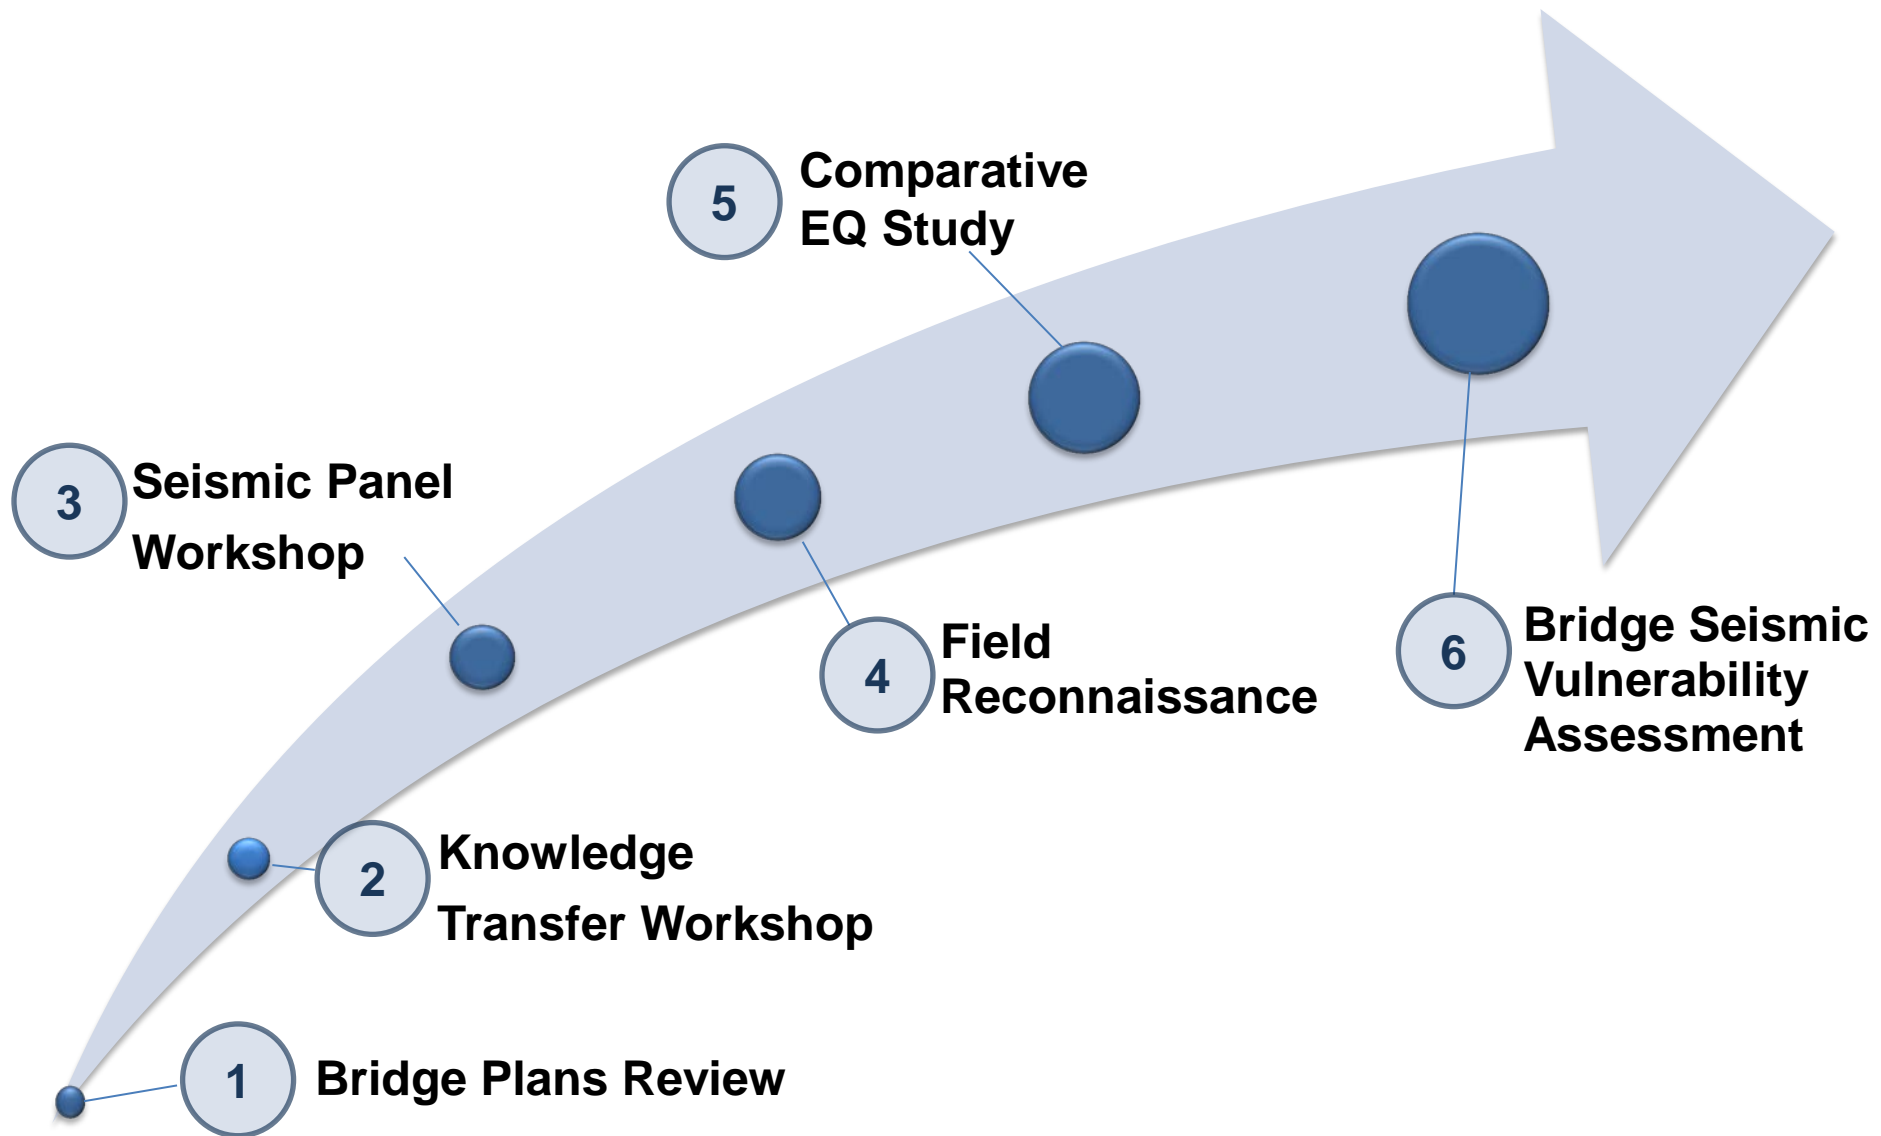 5
Comparative
EQ Study
3
Seismic Panel
Workshop
4
Field
Reconnaissance
6
Bridge Seismic
Vulnerability
Assessment
2
Knowledge
Transfer Workshop
1
Bridge Plans Review